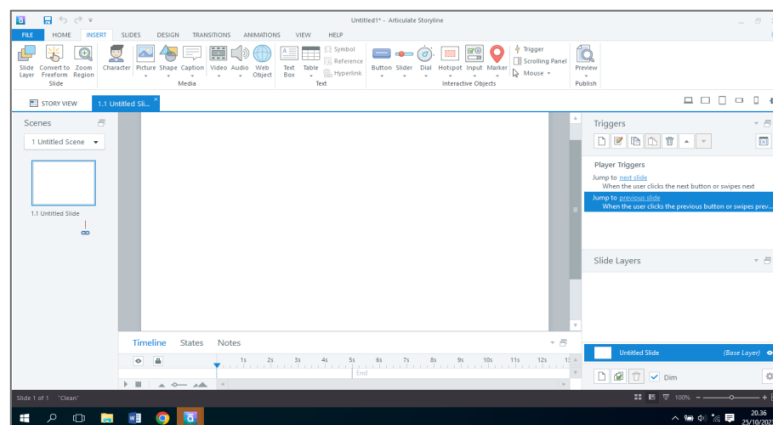 Untitled1* - Articulate Storyline
FILE HOME INSERT SLIDES DESIGN TRANSITIONS ANIMATIONS VIEW HELP
Slide Layer
Convert to Freeform
Zoom Region
Slide
Character
Picture
Shape
Caption
Video
Audio
Web Object
Media
Text Box
Table
Symbol
Reference
Hyperlink
Text
Button
Slider
Dial
Hotspot
Input
Marker
Trigger
Scrolling Panel
Mouse
Interactive Objects
Preview
Publish
STORY VIEW
1.1 Untitled Sli...
Scenes
1 Untitled Scene
1.1 Untitled Slide
Triggers
Player Triggers
Jump to next slide
When the user clicks the next button or swipes next
Jump to previous slide
When the user clicks the previous button or swipes prev...
Slide Layers
Untitled Slide (Base Layer)
Dim
Timeline States Notes
1s 2s 3s 4s 5s 6s 7s 8s 9s 10s 11s 12s
End
Slide 1 of 1 "Clean"
100%
20.36